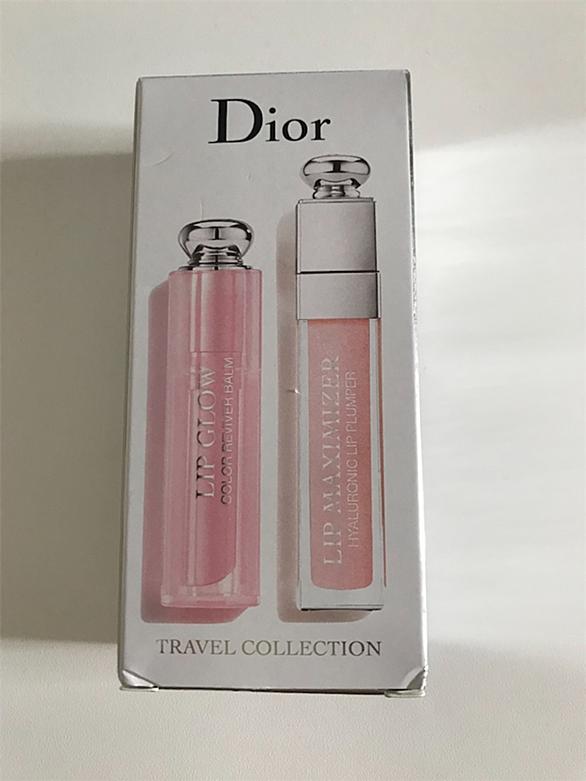 Dior
LIP GLOW
COLOR REVIVER BALM
LIP MAXIMIZER
HYALURONIC LIP PLUMPER
TRAVEL COLLECTION